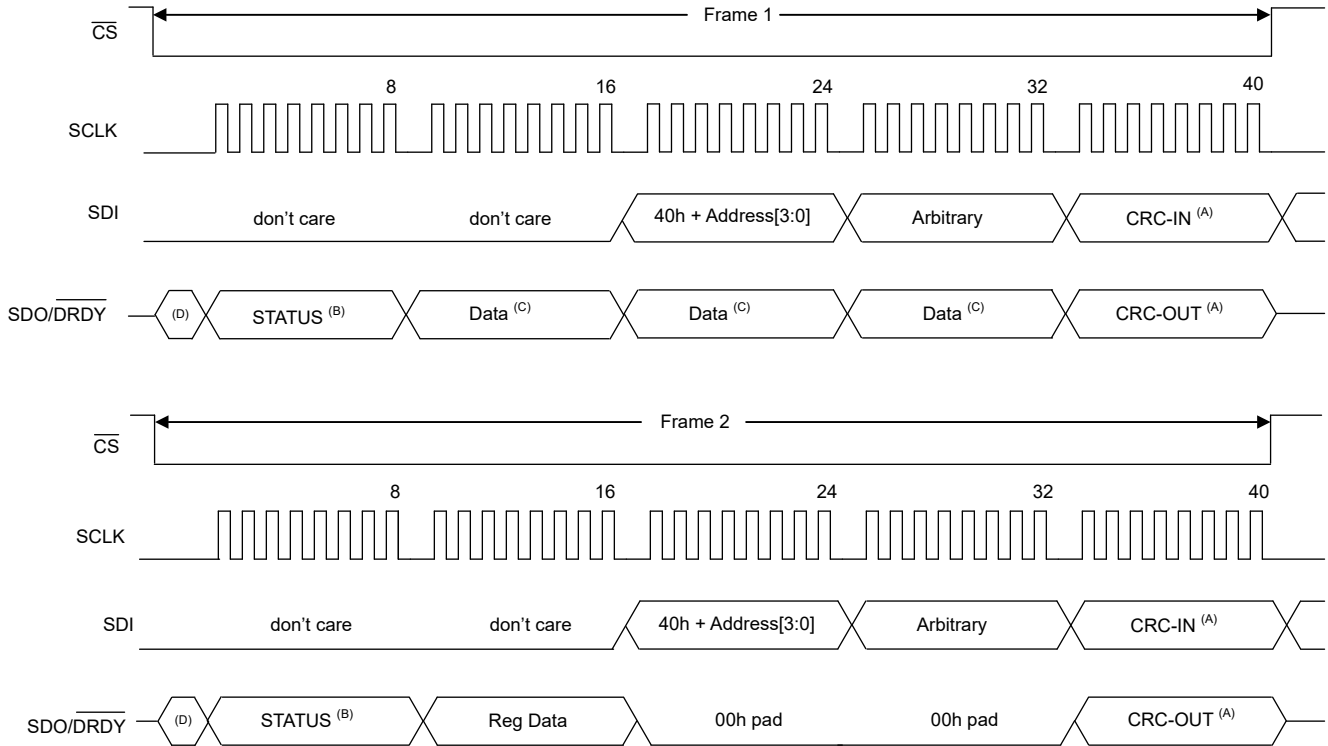 Frame 1
CS
8 16 24 32 40
SCLK
SDI don't care don't care 40h + Address[3:0] Arbitrary CRC-IN (A)
SDO/DRDY (D) STATUS (B) Data (C) Data (C) Data (C) CRC-OUT (A)
Frame 2
CS
8 16 24 32 40
SCLK
SDI don't care don't care 40h + Address[3:0] Arbitrary CRC-IN (A)
SDO/DRDY (D) STATUS (B) Reg Data 00h pad 00h pad CRC-OUT (A)